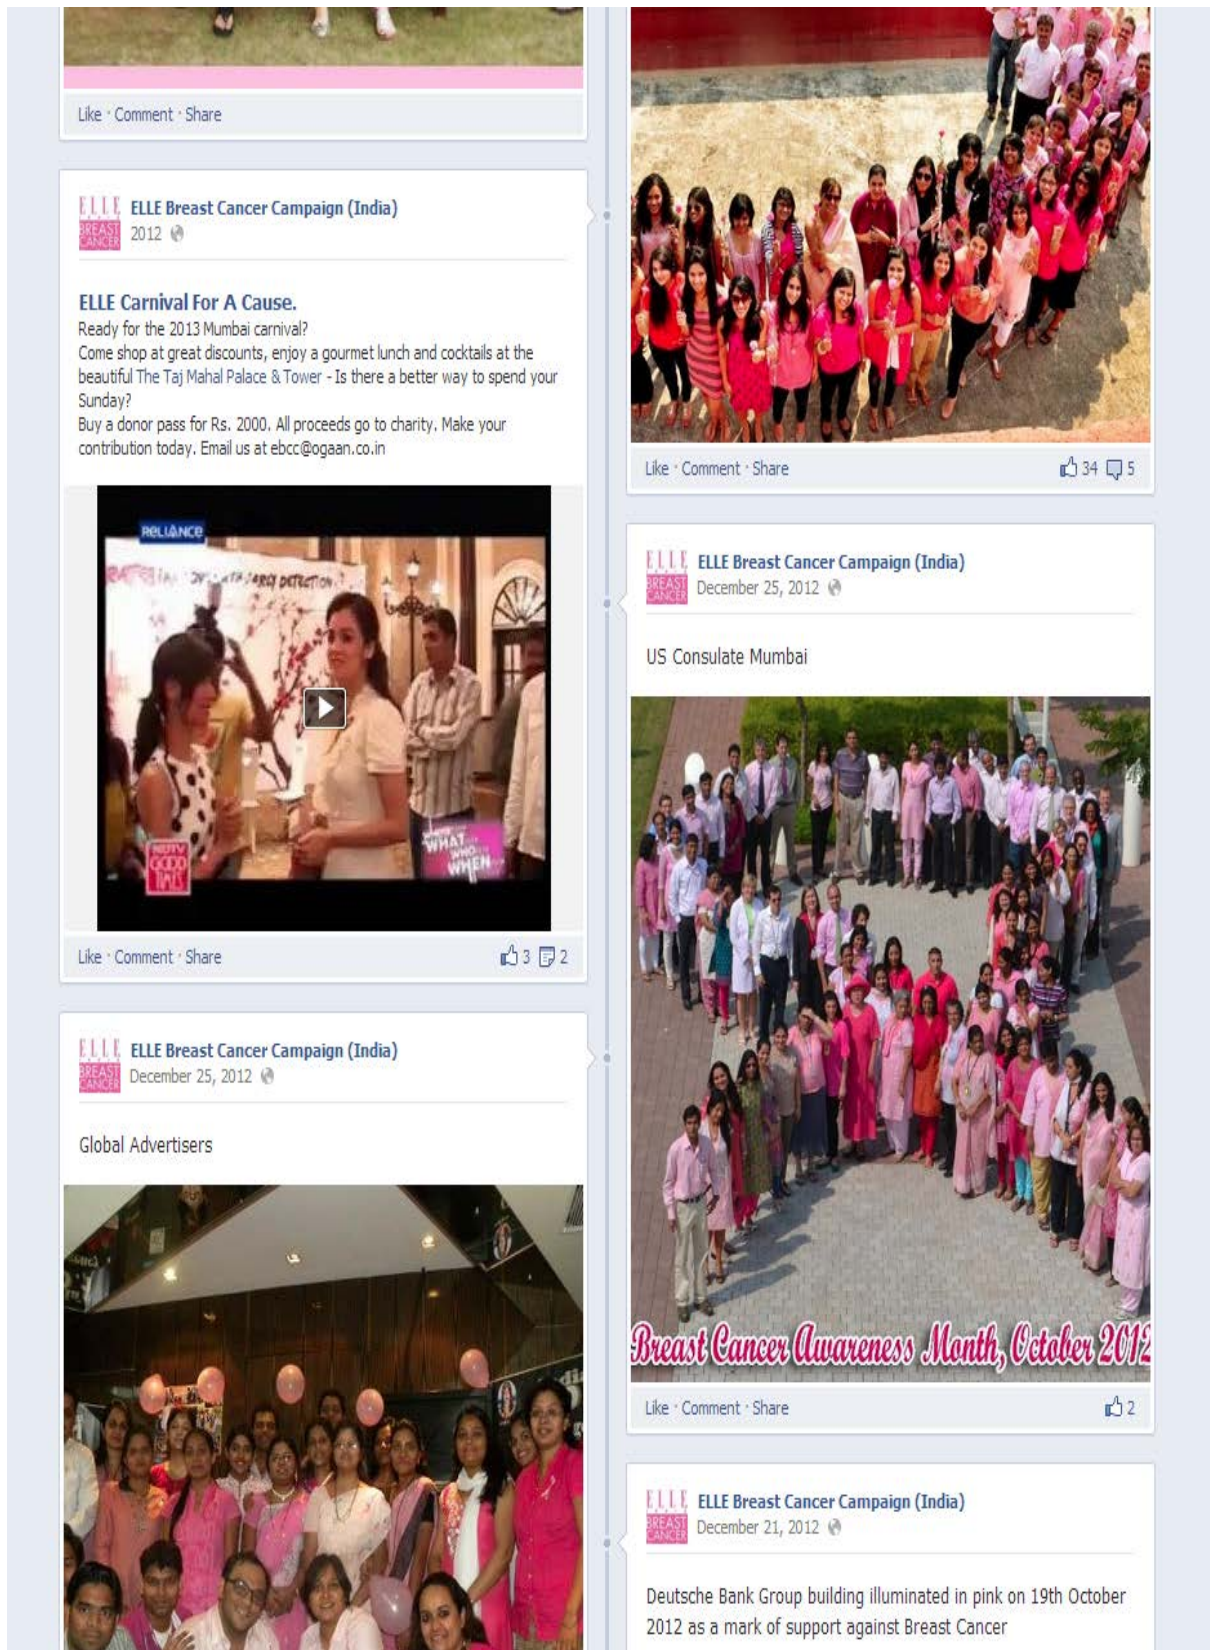 Like · Comment · Share
ELLE
BREAST
CANCER
ELLE Breast Cancer Campaign (India)
2012
ELLE Carnival For A Cause.
Ready for the 2013 Mumbai carnival?
Come shop at great discounts, enjoy a gourmet lunch and cocktails at the
beautiful The Taj Mahal Palace & Tower - Is there a better way to spend your
Sunday?
Buy a donor pass for Rs. 2000. All proceeds go to charity. Make your
contribution today. Email us at ebcc@ogaan.co.in
RELIANCE
EARLY DETECTION
NDTV
GOOD
TIMES
WHAT
WHO
WHEN
Like · Comment · Share 3 2
ELLE
BREAST
CANCER
ELLE Breast Cancer Campaign (India)
December 25, 2012
Global Advertisers
Like · Comment · Share 34 5
ELLE
BREAST
CANCER
ELLE Breast Cancer Campaign (India)
December 25, 2012
US Consulate Mumbai
Breast Cancer Awareness Month, October 2012
Like · Comment · Share 2
ELLE
BREAST
CANCER
ELLE Breast Cancer Campaign (India)
December 21, 2012
Deutsche Bank Group building illuminated in pink on 19th October
2012 as a mark of support against Breast Cancer